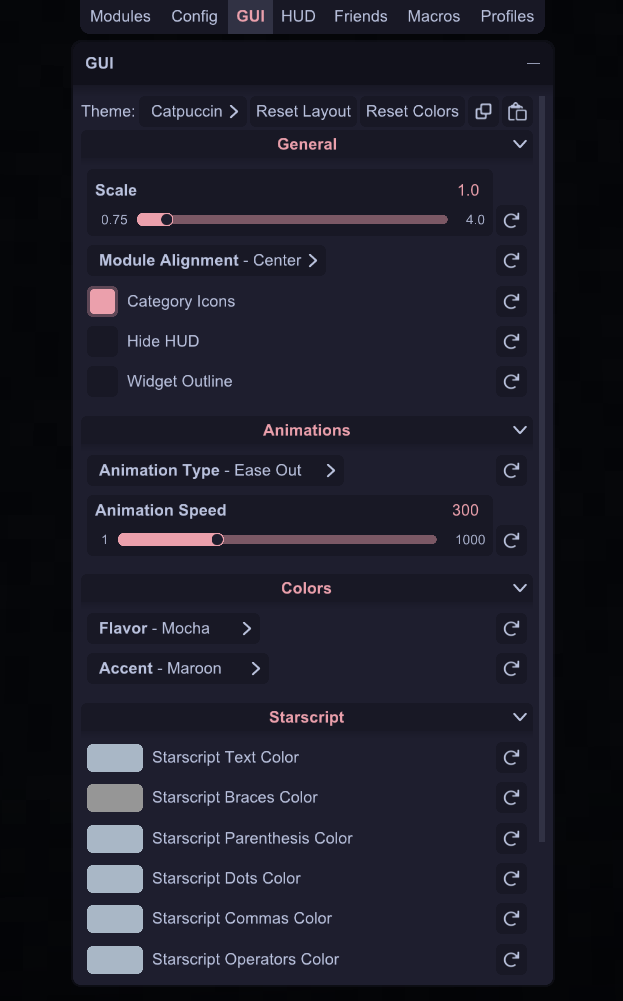 Modules Config GUI HUD Friends Macros Profiles
GUI
Theme: Catpuccin Reset Layout Reset Colors
General
Scale 1.0
0.75 4.0
Module Alignment - Center
Category Icons
Hide HUD
Widget Outline
Animations
Animation Type - Ease Out
Animation Speed 300
1 1000
Colors
Flavor - Mocha
Accent - Maroon
Starscript
Starscript Text Color
Starscript Braces Color
Starscript Parenthesis Color
Starscript Dots Color
Starscript Commas Color
Starscript Operators Color